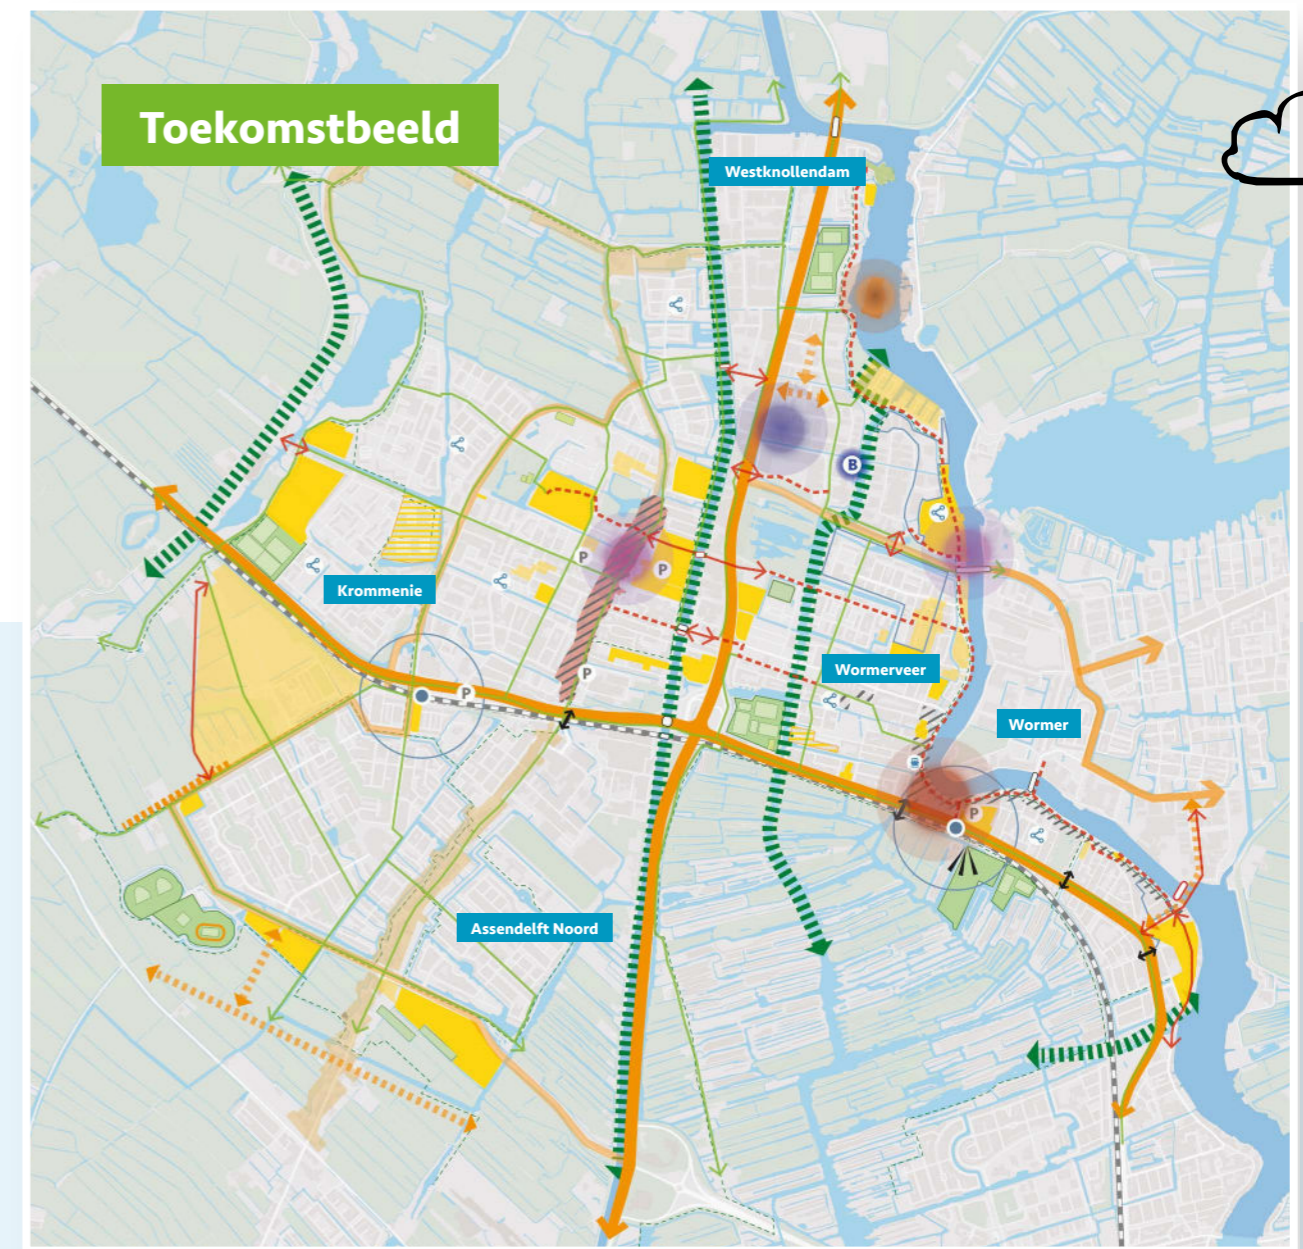 Toekomstbeeld
Westknollendam
B
P
P
Krommenie
P
Wormerveer
P
Wormer
P
Assendelft Noord